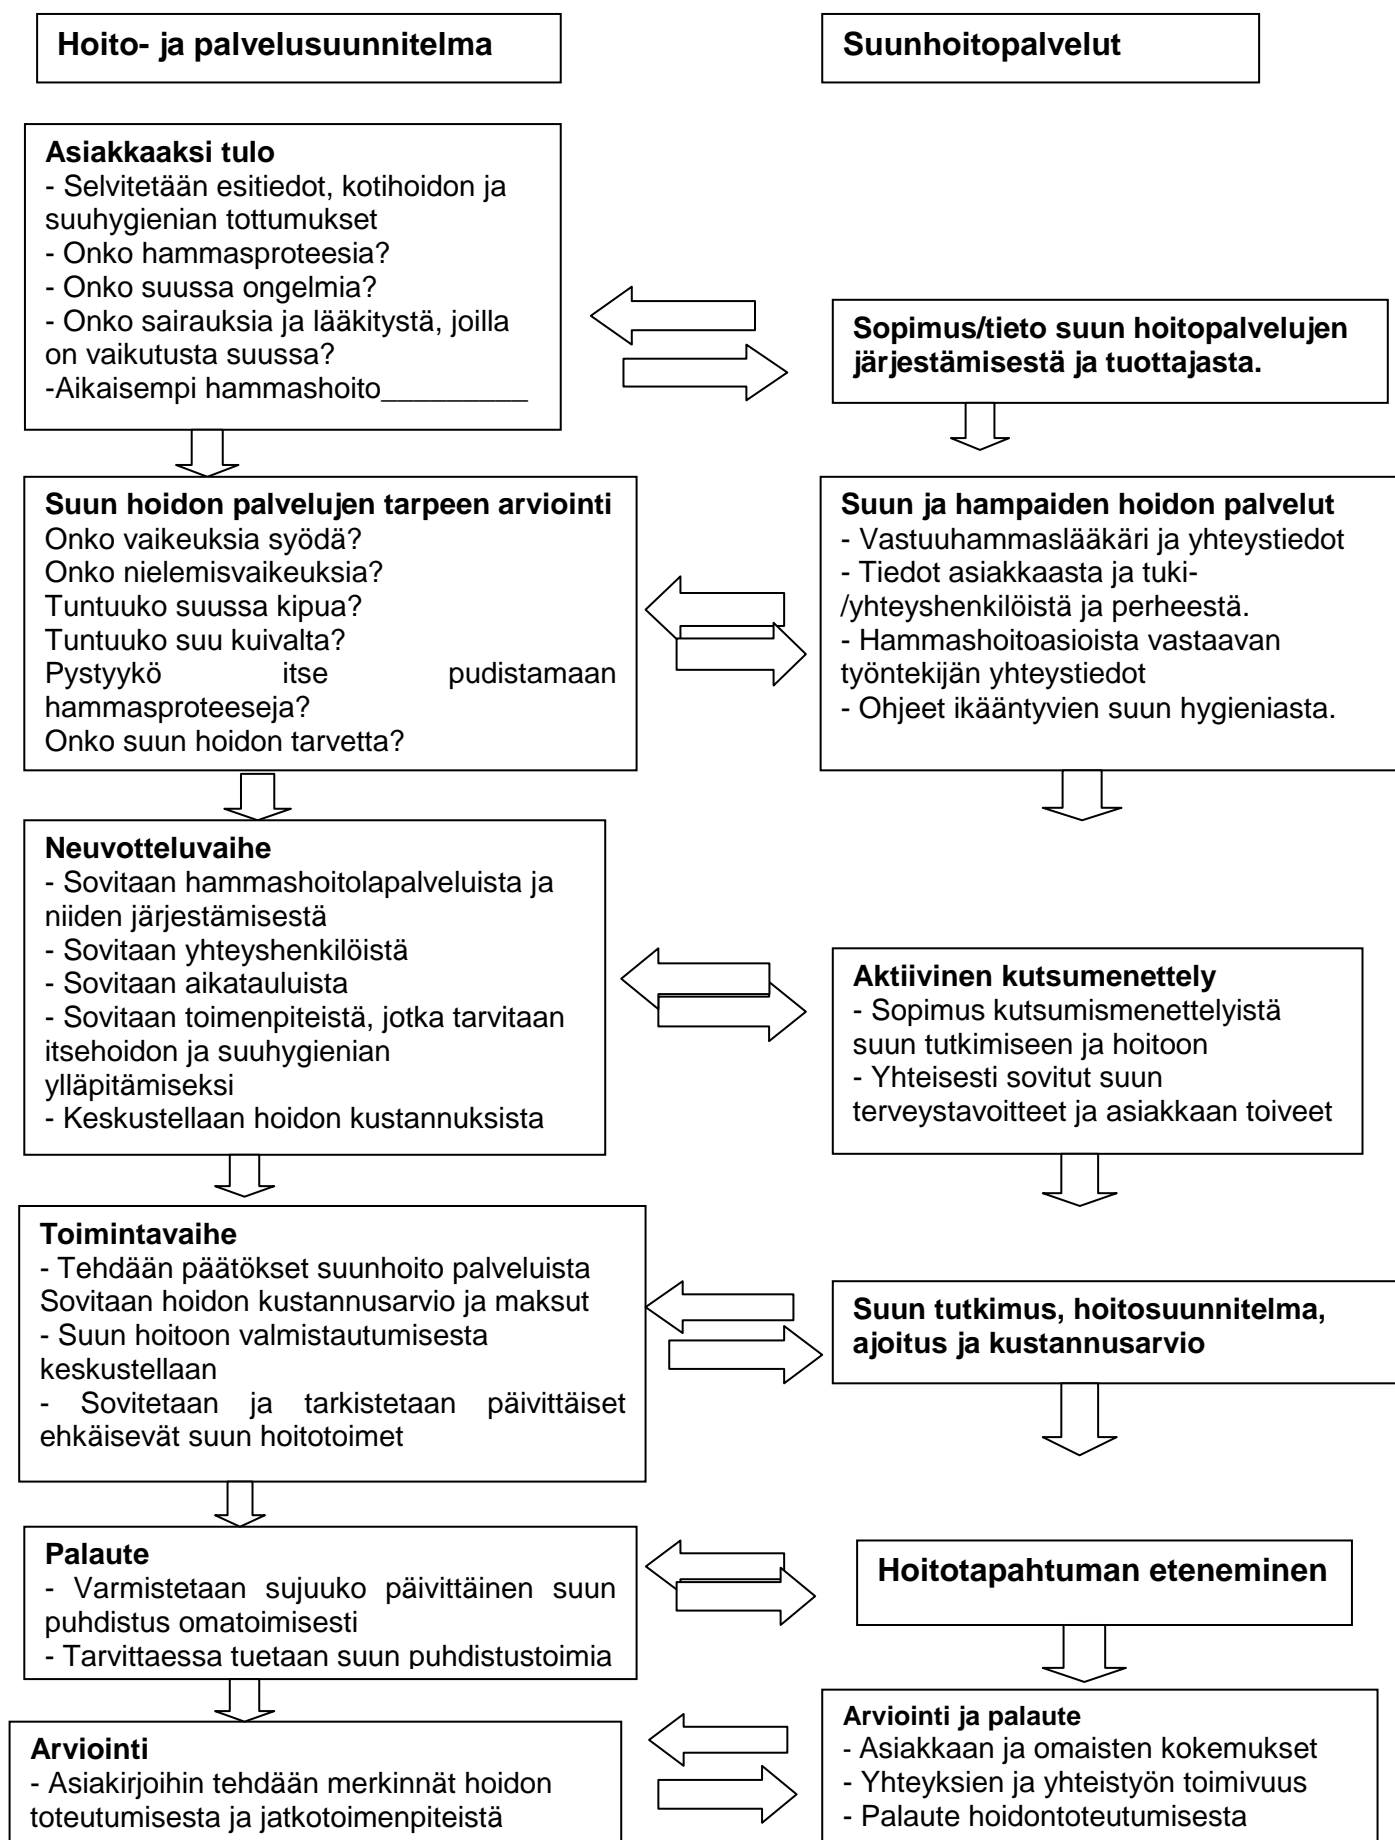 Hoito- ja palvelusuunnitelma
Suunhoitopalvelut
Asiakkaaksi tulo
- Selvitetään esitiedot, kotihoidon ja
suuhygienian tottumukset
- Onko hammasproteesia?
- Onko suussa ongelmia?
- Onko sairauksia ja lääkitystä, joilla
on vaikutusta suussa?
-Aikaisempi hammashoito_________
Sopimus/tieto suun hoitopalvelujen
järjestämisestä ja tuottajasta.
Suun hoidon palvelujen tarpeen arviointi
Onko vaikeuksia syödä?
Onko nielemisvaikeuksia?
Tuntuuko suussa kipua?
Tuntuuko suu kuivalta?
Pystyykö itse pudistamaan
hammasproteeseja?
Onko suun hoidon tarvetta?
Suun ja hampaiden hoidon palvelut
- Vastuuhammaslääkäri ja yhteystiedot
- Tiedot asiakkaasta ja tuki-
/yhteyshenkilöistä ja perheestä.
- Hammashoitoasioista vastaavan
työntekijän yhteystiedot
- Ohjeet ikääntyvien suun hygieniasta.
Neuvotteluvaihe
- Sovitaan hammashoitolapalveluista ja
niiden järjestämisestä
- Sovitaan yhteyshenkilöistä
- Sovitaan aikatauluista
- Sovitaan toimenpiteistä, jotka tarvitaan
itsehoidon ja suuhygienian
ylläpitämiseksi
- Keskustellaan hoidon kustannuksista
Aktiivinen kutsumenettely
- Sopimus kutsumismenettelyistä
suun tutkimiseen ja hoitoon
- Yhteisesti sovitut suun
terveystavoitteet ja asiakkaan toiveet
Toimintavaihe
- Tehdään päätökset suunhoito palveluista
Sovitaan hoidon kustannusarvio ja maksut
- Suun hoitoon valmistautumisesta
keskustellaan
- Sovitetaan ja tarkistetaan päivittäiset
ehkäisevät suun hoitotoimet
Suun tutkimus, hoitosuunnitelma,
ajoitus ja kustannusarvio
Palaute
- Varmistetaan sujuuko päivittäinen suun
puhdistus omatoimisesti
- Tarvittaessa tuetaan suun puhdistustoimia
Hoitotapahtuman eteneminen
Arviointi
- Asiakirjoihin tehdään merkinnät hoidon
toteutumisesta ja jatkotoimenpiteistä
Arviointi ja palaute
- Asiakkaan ja omaisten kokemukset
- Yhteyksien ja yhteistyön toimivuus
- Palaute hoidontoteutumisesta